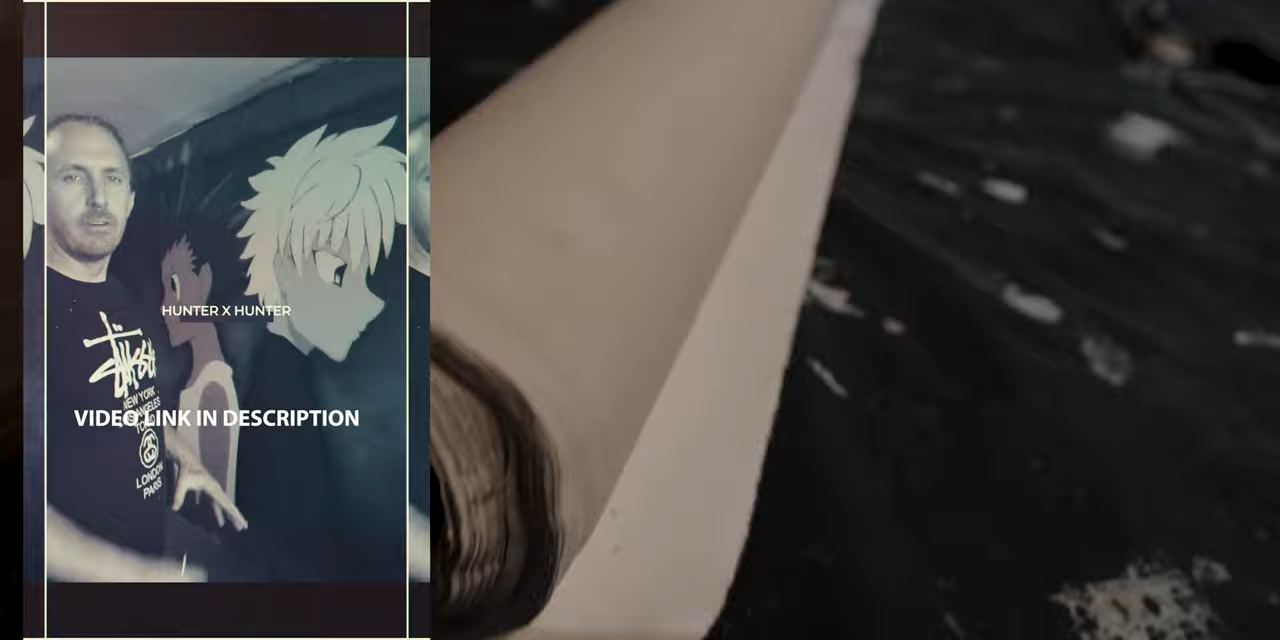 HUNTER X HUNTER
NEW YORK
VIDEO LINK IN DESCRIPTION
LONDON
PARIS